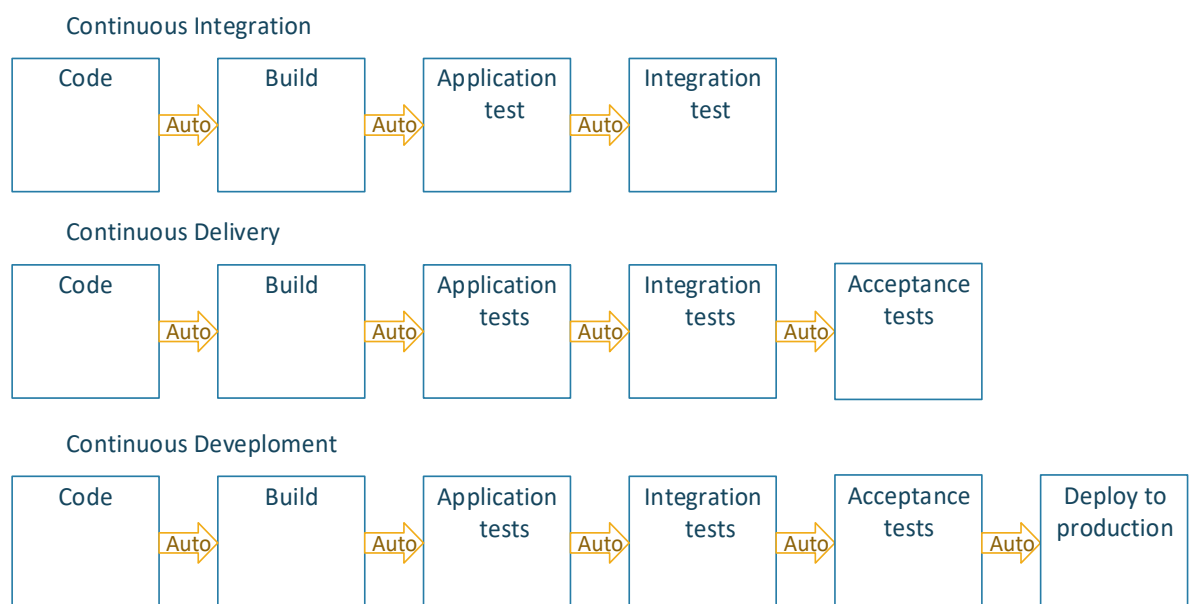 Continuous Integration
Code
Build
Application
test
Integration
test
Auto
Auto
Auto
Continuous Delivery
Code
Build
Application
tests
Integration
tests
Acceptance
tests
Auto
Auto
Auto
Auto
Continuous Deveploment
Code
Build
Application
tests
Integration
tests
Acceptance
tests
Deploy to
production
Auto
Auto
Auto
Auto
Auto